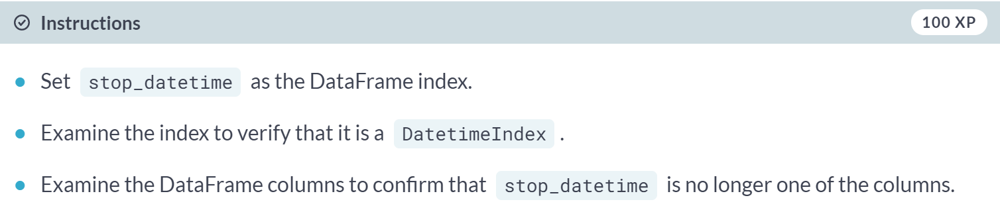 Instructions 100 XP
Set stop_datetime as the DataFrame index.
Examine the index to verify that it is a DatetimeIndex .
Examine the DataFrame columns to confirm that stop_datetime is no longer one of the columns.